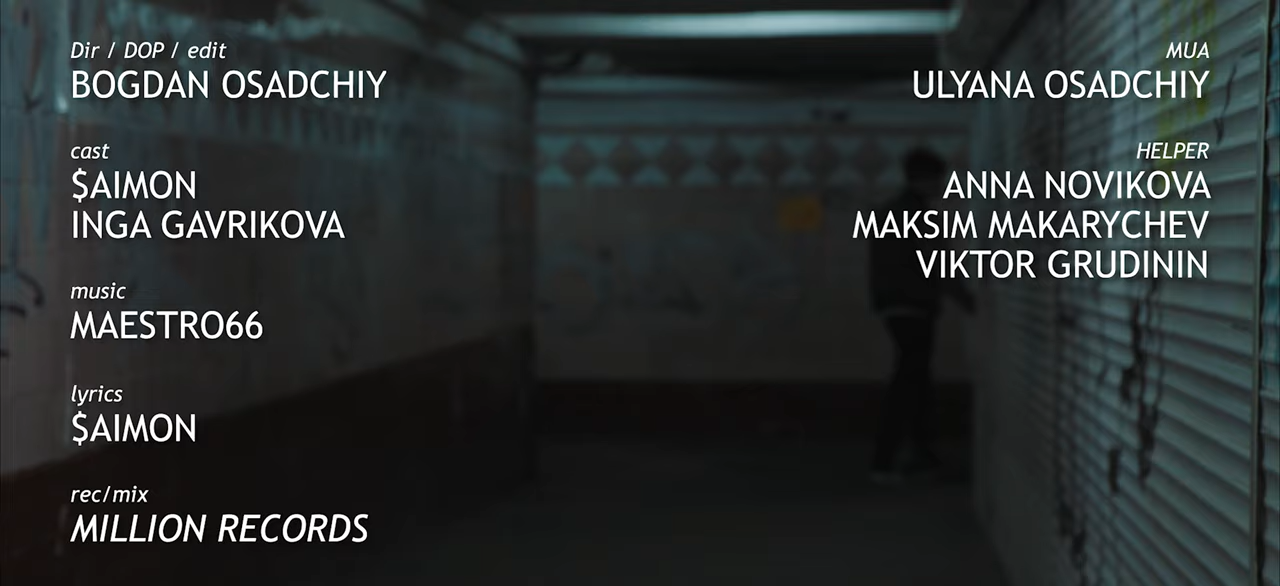 Dir / DOP / edit
BOGDAN OSADCHIY
cast
$AIMON
INGA GAVRIKOVA
music
MAESTRO66
lyrics
$AIMON
rec/mix
MILLION RECORDS
MUA
ULYANA OSADCHIY
HELPER
ANNA NOVIKOVA
MAKSIM MAKARYCHEV
VIKTOR GRUDININ